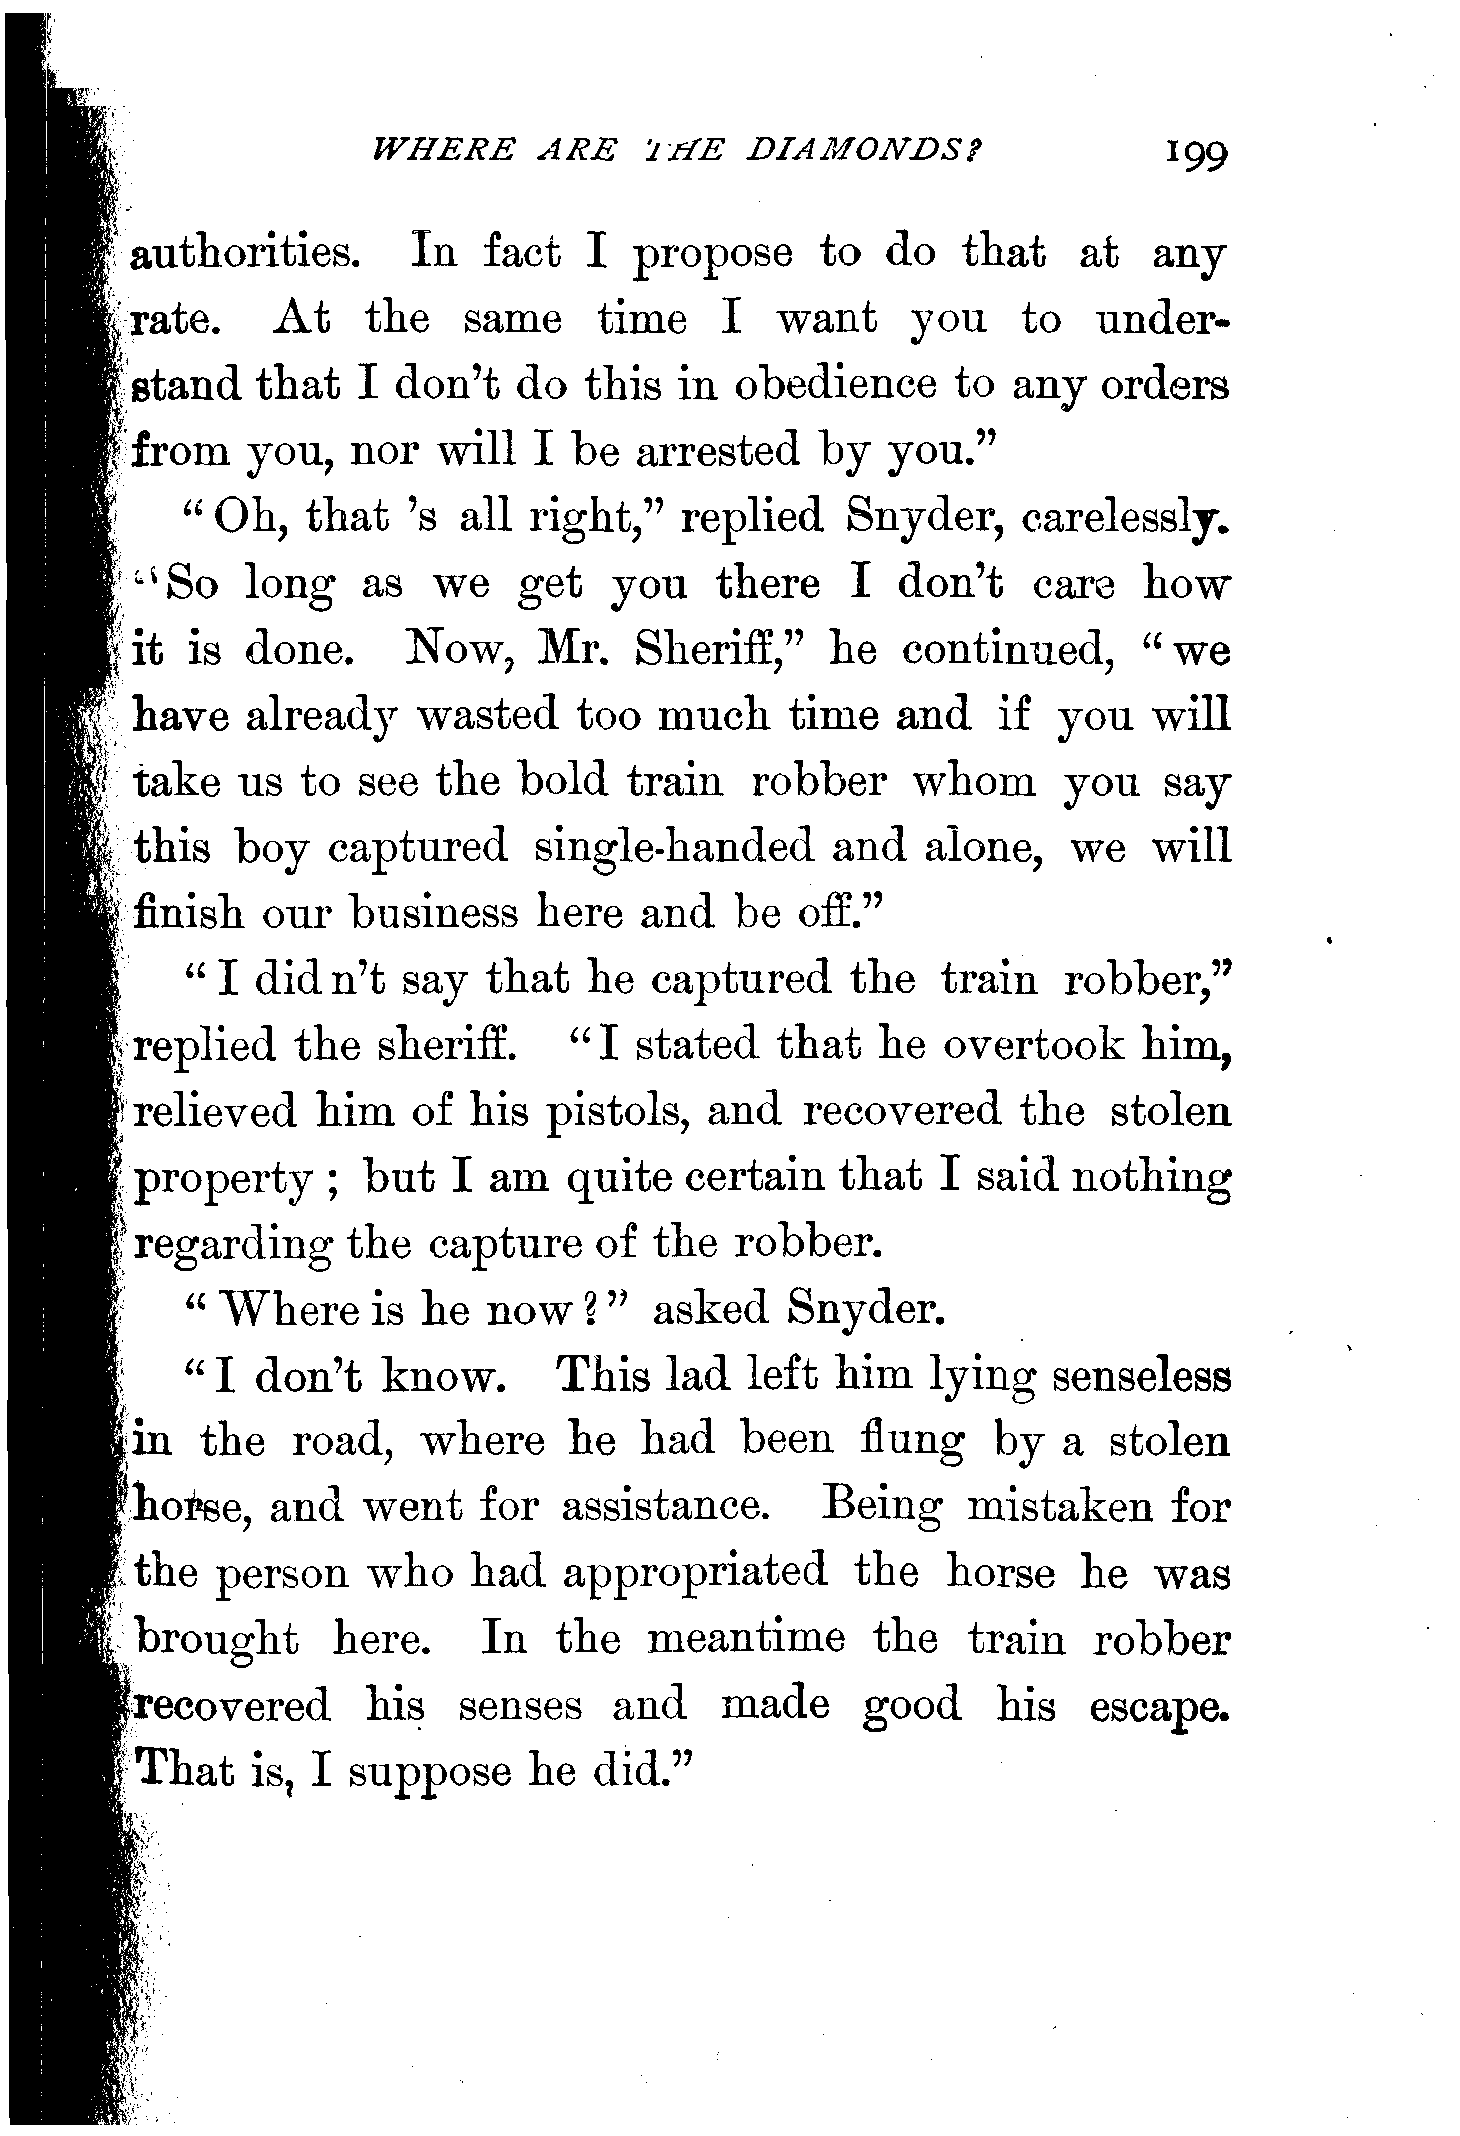 WHERE ARE THE DIAMONDS? 199
authorities. In fact I propose to do that at any
rate. At the same time I want you to under-
stand that I don't do this in obedience to any orders
from you, nor will I be arrested by you."
"Oh, that 's all right," replied Snyder, carelessly.
"So long as we get you there I don't care how
it is done. Now, Mr. Sheriff," he continued, "we
have already wasted too much time and if you will
take us to see the bold train robber whom you say
this boy captured single-handed and alone, we will
finish our business here and be off."
"I did n't say that he captured the train robber,"
replied the sheriff. "I stated that he overtook him,
relieved him of his pistols, and recovered the stolen
property ; but I am quite certain that I said nothing
regarding the capture of the robber.
"Where is he now?" asked Snyder.
"I don't know. This lad left him lying senseless
in the road, where he had been flung by a stolen
horse, and went for assistance. Being mistaken for
the person who had appropriated the horse he was
brought here. In the meantime the train robber
recovered his senses and made good his escape.
That is, I suppose he did."